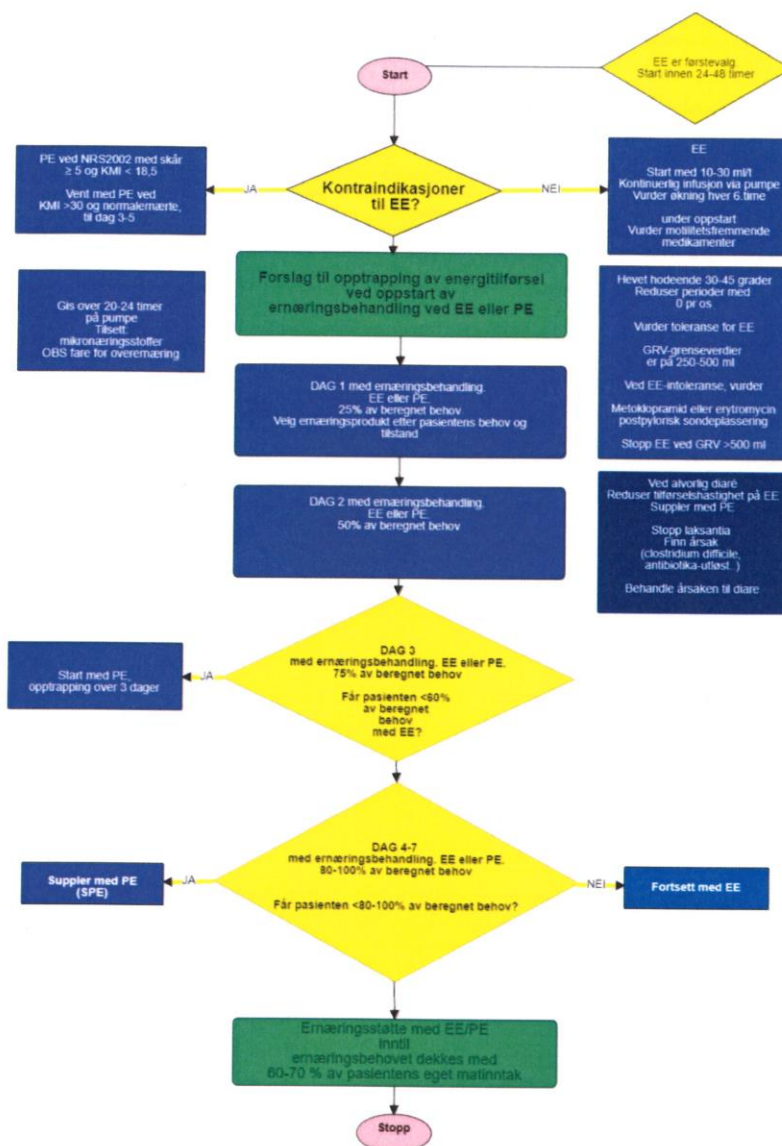 EE er førstevalg
Start innen 24-48 timer
Start
PE ved NRS2002 med skår
≥ 5 og KMI < 18,5
Vent med PE ved
KMI >30 og normalernærte,
til dag 3-5
JA
Kontraindikasjoner
til EE?
NEI
EE
Start med 10-30 ml/t
Kontinuerlig infusjon via pumpe
Vurder økning hver 6.time
under oppstart
Vurder motilitetsfremmende
medikamenter
Forslag til opptrapping av energitilførsel
ved oppstart av
ernæringsbehandling ved EE eller PE
Gis over 20-24 timer
på pumpe
Tilsett
mikronæringsstoffer
OBS fare for overernæring
Hevet hodeende 30-45 grader
Reduser perioder med
0 pr os
Vurder toleranse for EE
GRV-grenseverdier
er på 250-500 ml
Ved EE-intoleranse, vurder
Metoklopramid eller erytromycin
postpylorisk sondeplassering
Stopp EE ved GRV >500 ml
DAG 1 med ernæringsbehandling.
EE eller PE.
25% av beregnet behov
Velg ernæringsprodukt etter pasientens behov og
tilstand
DAG 2 med ernæringsbehandling.
EE eller PE.
50% av beregnet behov
Ved alvorlig diaré
Reduser tilførselshastighet på EE
Suppler med PE
Stopp laksantia
Finn årsak
(clostridium difficile,
antibiotika-utløst..)
Behandle årsaken til diare
DAG 3
med ernæringsbehandling. EE eller PE.
75% av beregnet behov
Får pasienten <60%
av beregnet
behov
med EE?
JA
Start med PE,
opptrapping over 3 dager
DAG 4-7
med ernæringsbehandling. EE eller PE.
80-100% av beregnet behov
Får pasienten <80-100% av beregnet behov?
JA
Suppler med PE
(SPE)
NEI
Fortsett med EE
Ernæringsstøtte med EE/PE
Inntil
ernæringsbehovet dekkes med
60-70 % av pasientens eget matinntak
Stopp